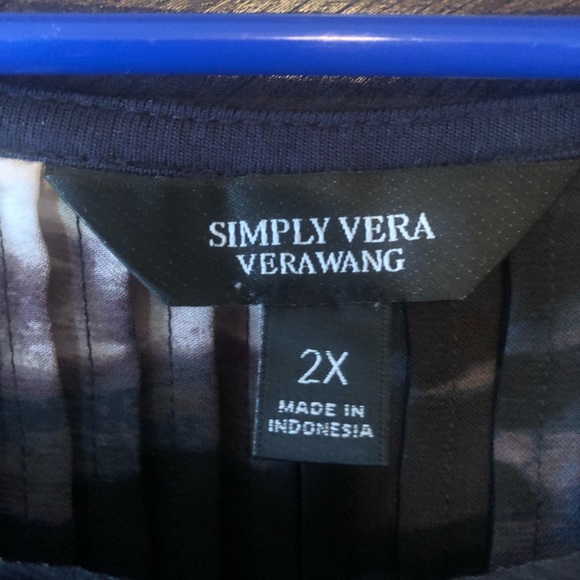 SIMPLY VERA
VERAWANG
2X
MADE IN
INDONESIA